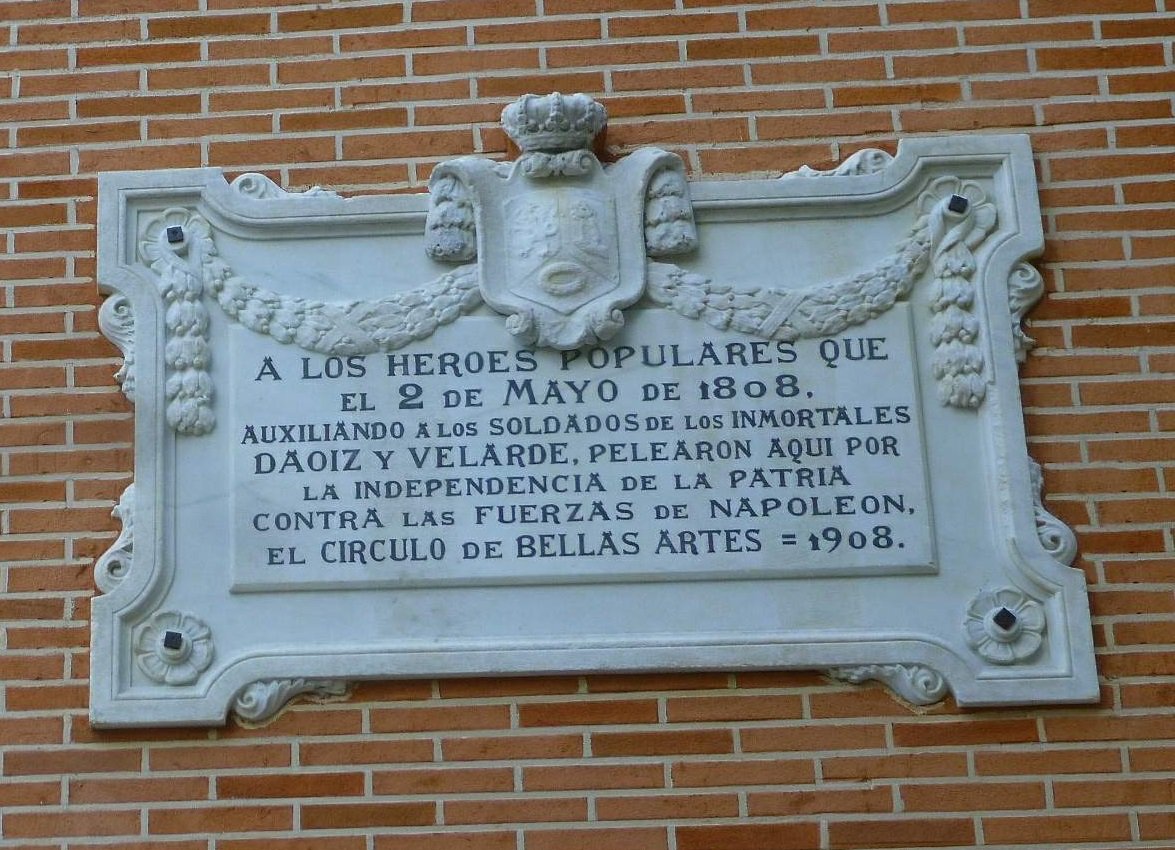 A LOS HEROES POPULARES QUE
EL 2 DE MAYO DE 1808,
AUXILIANDO A LOS SOLDADOS DE LOS INMORTALES
DAOIZ Y VELARDE, PELEARON AQUI POR
LA INDEPENDENCIA DE LA PATRIA
CONTRA LAS FUERZAS DE NAPOLEON,
EL CIRCULO DE BELLAS ARTES = 1908.